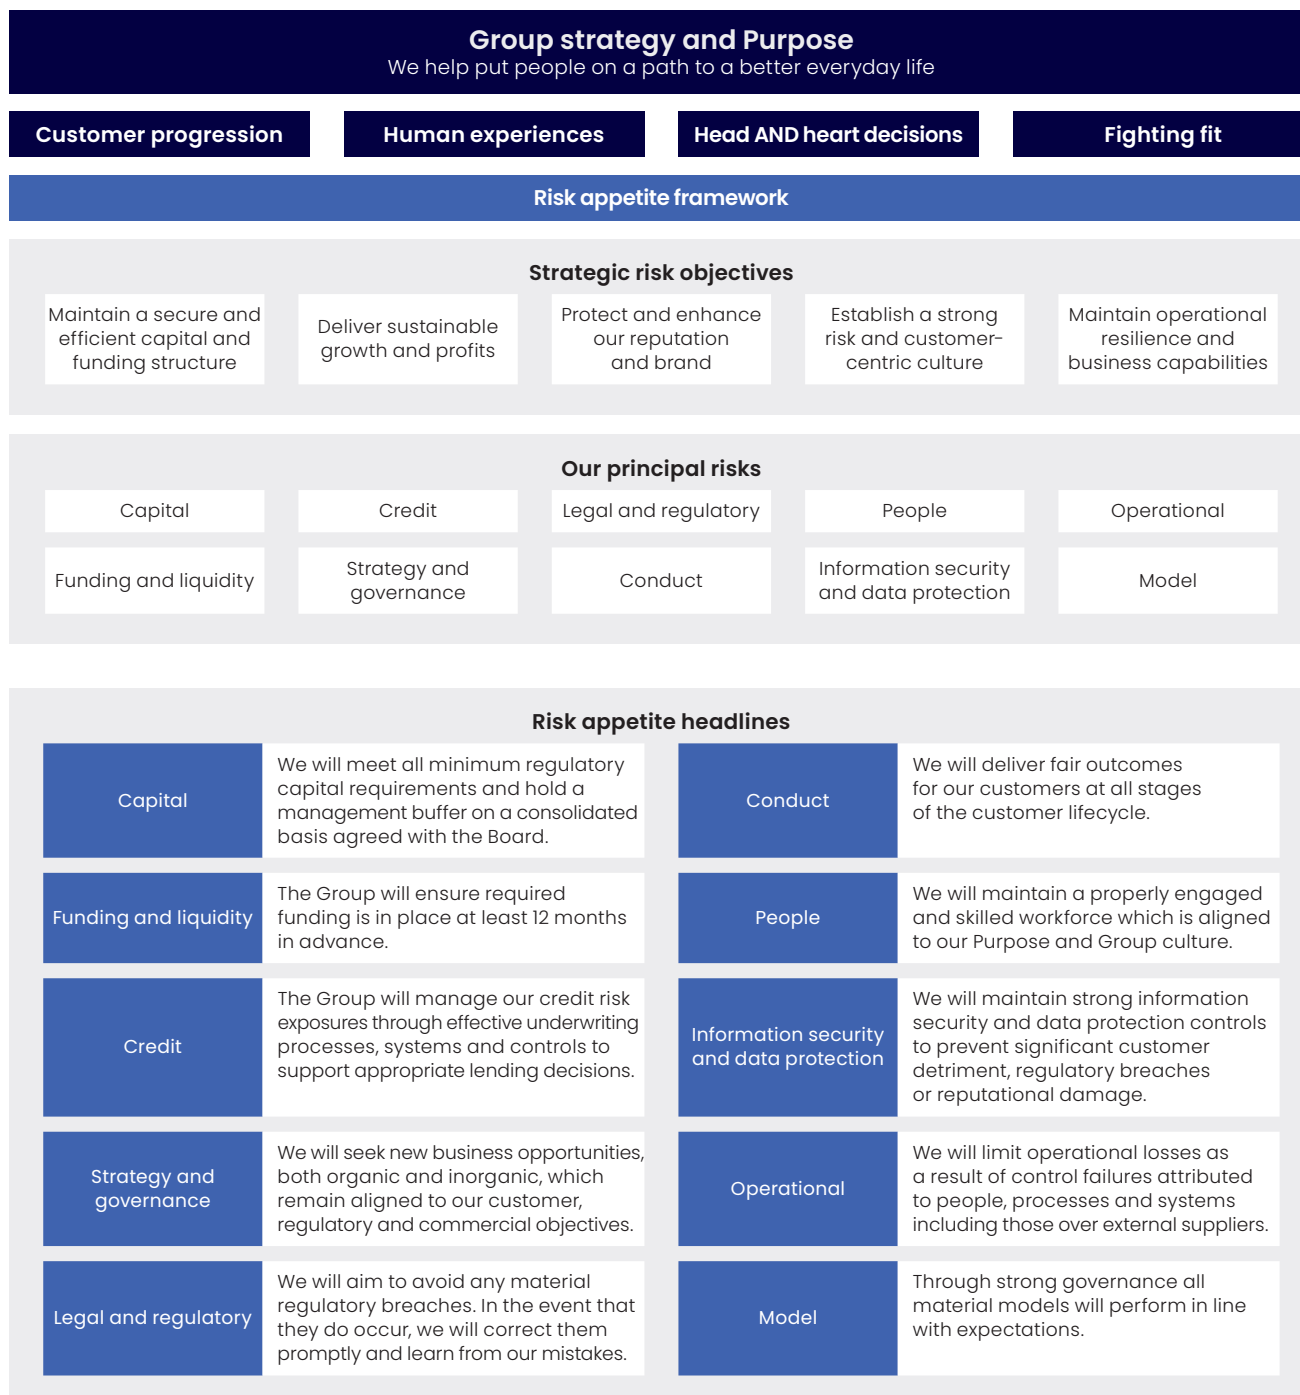 Group strategy and Purpose
We help put people on a path to a better everyday life
Customer progression
Human experiences
Head AND heart decisions
Fighting fit
Risk appetite framework
Strategic risk objectives
Maintain a secure and
efficient capital and
funding structure
Deliver sustainable
growth and profits
Protect and enhance
our reputation
and brand
Establish a strong
risk and customer-
centric culture
Maintain operational
resilience and
business capabilities
Our principal risks
Capital
Credit
Legal and regulatory
People
Operational
Funding and liquidity
Strategy and
governance
Conduct
Information security
and data protection
Model
Risk appetite headlines
Capital
We will meet all minimum regulatory
capital requirements and hold a
management buffer on a consolidated
basis agreed with the Board.
Conduct
We will deliver fair outcomes
for our customers at all stages
of the customer lifecycle.
Funding and liquidity
The Group will ensure required
funding is in place at least 12 months
in advance.
People
We will maintain a properly engaged
and skilled workforce which is aligned
to our Purpose and Group culture.
Credit
The Group will manage our credit risk
exposures through effective underwriting
processes, systems and controls to
support appropriate lending decisions.
Information security
and data protection
We will maintain strong information
security and data protection controls
to prevent significant customer
detriment, regulatory breaches
or reputational damage.
Strategy and
governance
We will seek new business opportunities,
both organic and inorganic, which
remain aligned to our customer,
regulatory and commercial objectives.
Operational
We will limit operational losses as
a result of control failures attributed
to people, processes and systems
including those over external suppliers.
Legal and regulatory
We will aim to avoid any material
regulatory breaches. In the event that
they do occur, we will correct them
promptly and learn from our mistakes.
Model
Through strong governance all
material models will perform in line
with expectations.